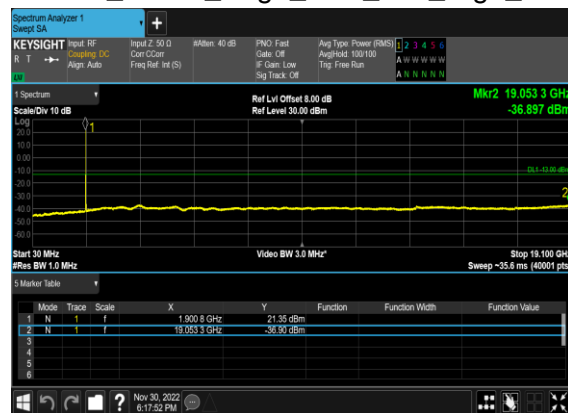 Spectrum Analyzer 1
Swept SA
+
KEYSIGHT Input: RF Input Z: 50 Ω #Atten: 40 dB PNO: Fast Avg Type: Power (RMS) 1 2 3 4 5 6
R T Coupling: DC Corr CCorr Gate: Off Avg|Hold: 100/100 A W W W W W
Align: Auto Freq Ref: Int (S) IF Gain: Low Trig: Free Run
Sig Track: Off A N N N N N
1 Spectrum Ref Lvl Offset 8.00 dB Mkr2 19.053 3 GHz
Scale/Div 10 dB Ref Level 30.00 dBm -36.897 dBm
Log
1
20.0
10.0
0.00
-10.0 DL1 -13.00 dBm
-20.0
-30.0 2
-40.0
-50.0
-60.0
Start 30 MHz Video BW 3.0 MHz* Stop 19.100 GHz
#Res BW 1.0 MHz Sweep ~35.6 ms (40001 pts)
5 Marker Table
Mode Trace Scale X Y Function Function Width Function Value
1 N 1 f 1.900 8 GHz 21.35 dBm
2 N 1 f 19.053 3 GHz -36.90 dBm
3
4
5
6
? Nov 30, 2022
6:17:52 PM